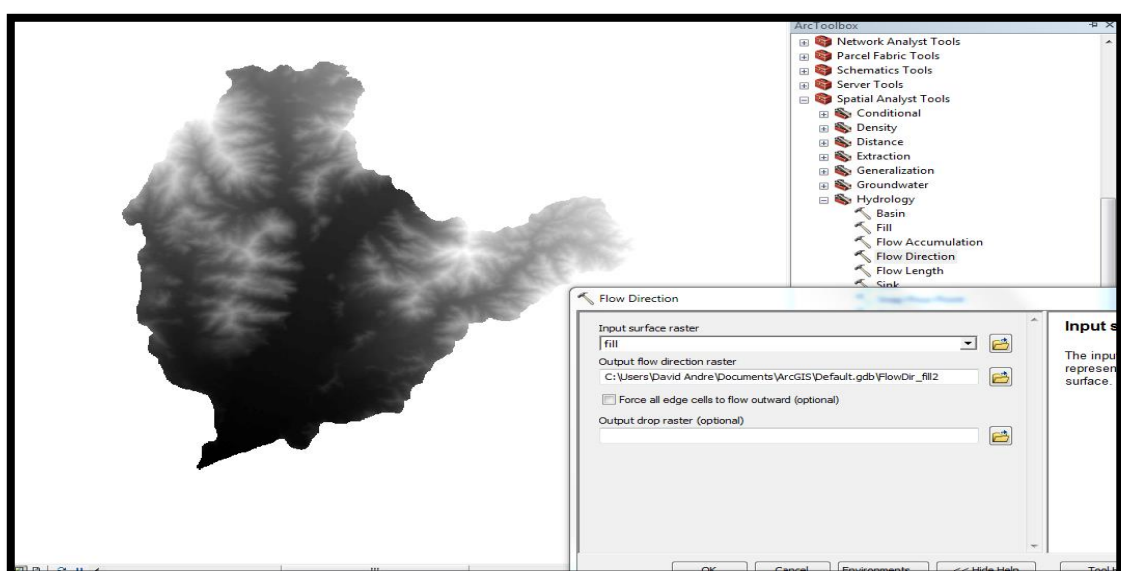 ArcToolbox
Network Analyst Tools
Parcel Fabric Tools
Schematics Tools
Server Tools
Spatial Analyst Tools
Conditional
Density
Distance
Extraction
Generalization
Groundwater
Hydrology
Basin
Fill
Flow Accumulation
Flow Direction
Flow Length
Sink
Flow Direction
Input surface raster
fill
Output flow direction raster
C:\Users\David Andre\Documents\ArcGIS\Default.gdb\FlowDir_fill2
Force all edge cells to flow outward (optional)
Output drop raster (optional)
OK
Cancel
Environments...
<< Hide Help
Tool H
Input s
The inpu
represen
surface.